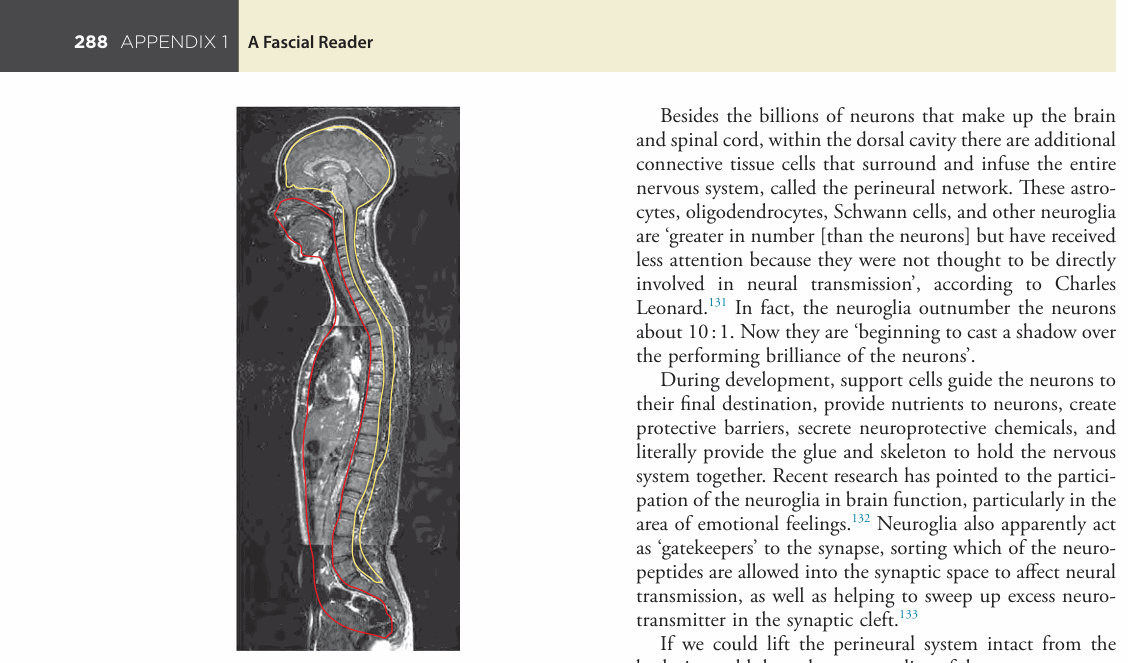 288 APPENDIX 1 A Fascial Reader
Besides the billions of neurons that make up the brain
and spinal cord, within the dorsal cavity there are additional
connective tissue cells that surround and infuse the entire
nervous system, called the perineural network. These astro-
cytes, oligodendrocytes, Schwann cells, and other neuroglia
are ‘greater in number [than the neurons] but have received
less attention because they were not thought to be directly
involved in neural transmission’, according to Charles
Leonard.131 In fact, the neuroglia outnumber the neurons
about 10 : 1. Now they are ‘beginning to cast a shadow over
the performing brilliance of the neurons’.
During development, support cells guide the neurons to
their final destination, provide nutrients to neurons, create
protective barriers, secrete neuroprotective chemicals, and
literally provide the glue and skeleton to hold the nervous
system together. Recent research has pointed to the partici-
pation of the neuroglia in brain function, particularly in the
area of emotional feelings.132 Neuroglia also apparently act
as ‘gatekeepers’ to the synapse, sorting which of the neuro-
peptides are allowed into the synaptic space to affect neural
transmission, as well as helping to sweep up excess neuro-
transmitter in the synaptic cleft.133
If we could lift the perineural system intact from the